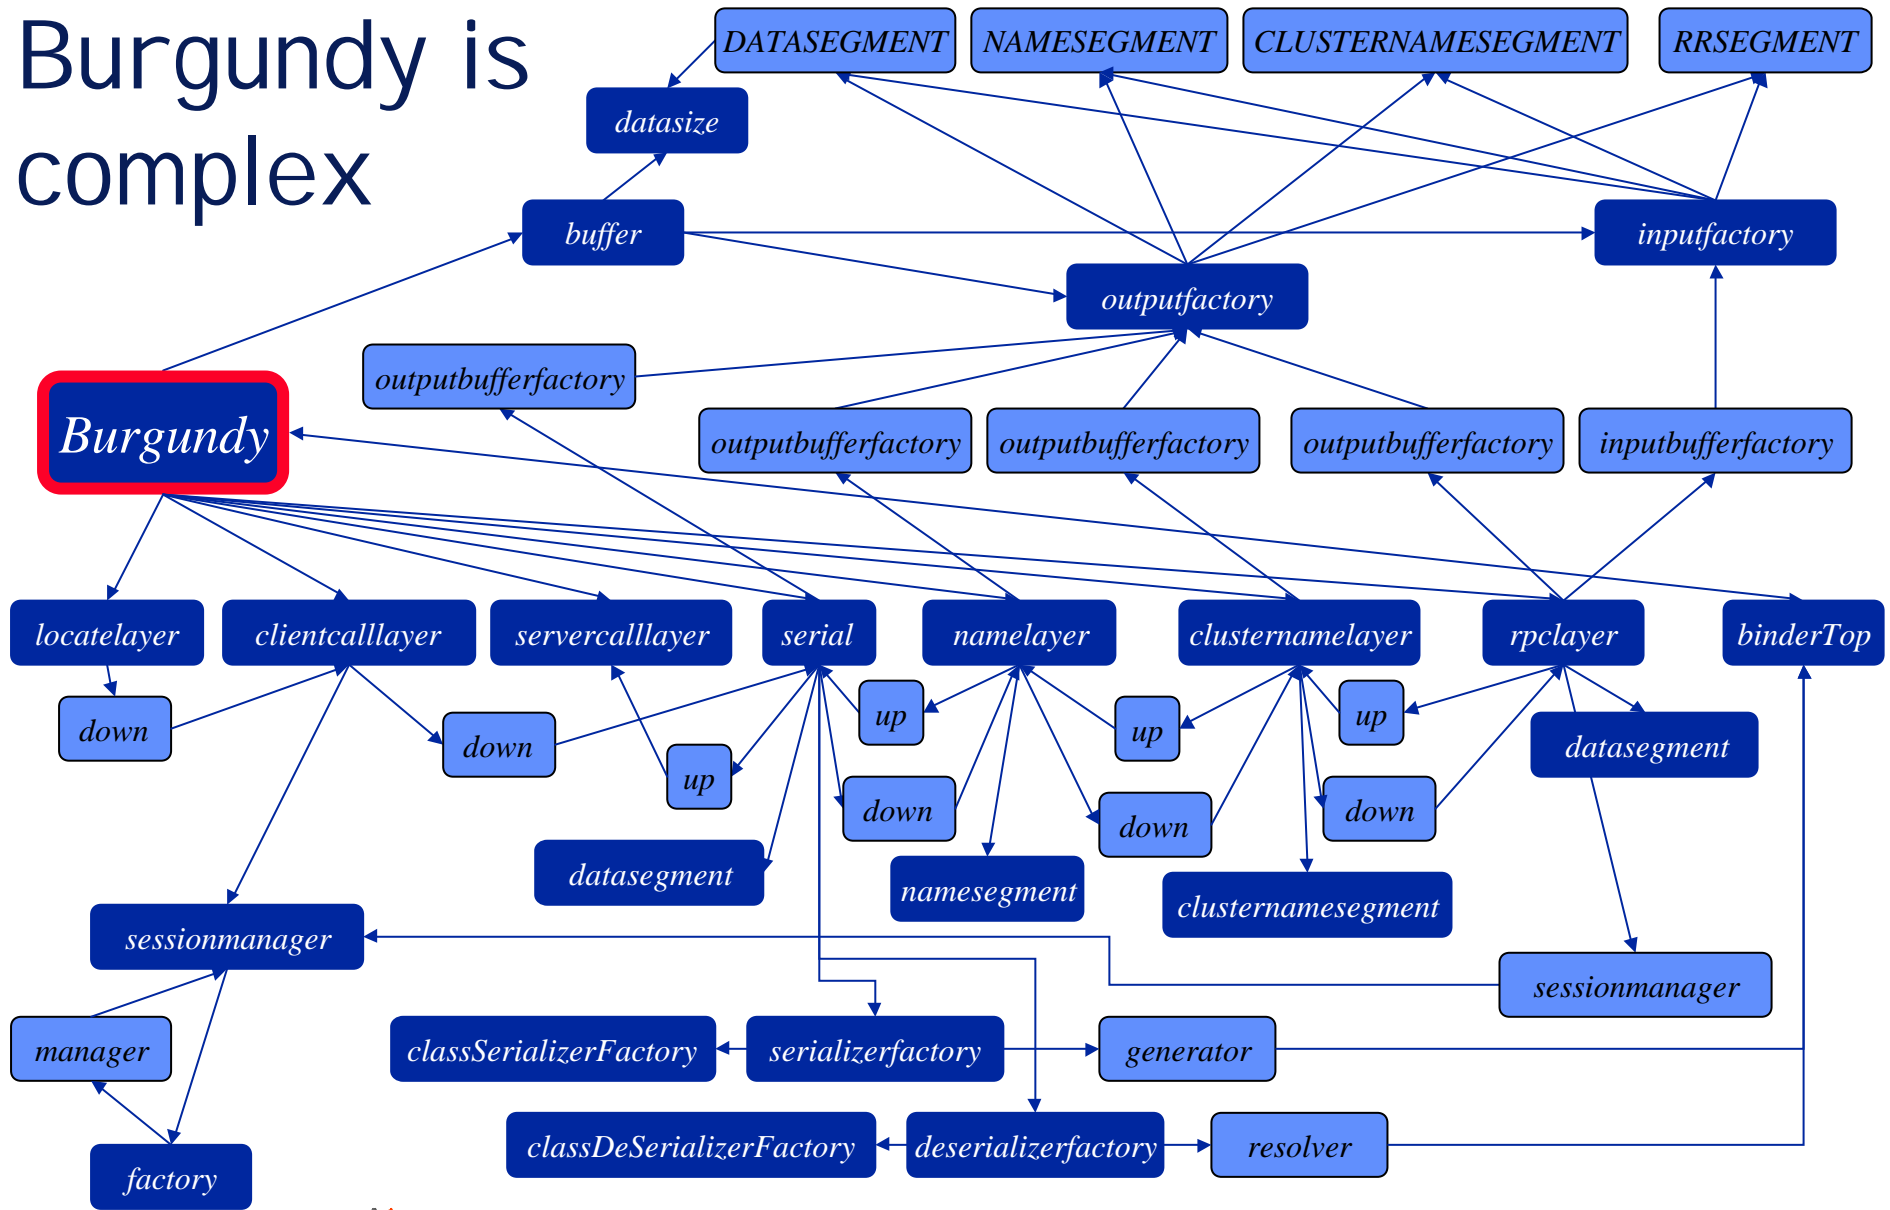 Burgundy is
complex
DATASEGMENT
NAMESEGMENT
CLUSTERNAMESEGMENT
RRSEGMENT
datasize
buffer
inputfactory
outputfactory
outputbufferfactory
Burgundy
outputbufferfactory
outputbufferfactory
outputbufferfactory
inputbufferfactory
locatelayer
clientcalllayer
servercalllayer
serial
namelayer
clusternamelayer
rpclayer
binderTop
down
down
up
up
up
up
datasegment
down
down
down
datasegment
namesegment
clusternamesegment
sessionmanager
sessionmanager
manager
classSerializerFactory
serializerfactory
generator
classDeSerializerFactory
deserializerfactory
resolver
factory